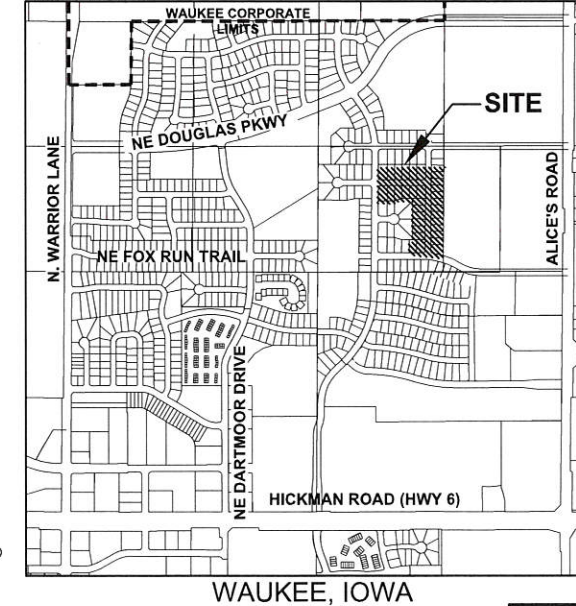 WAUKEE CORPORATE
LIMITS
SITE
NE DOUGLAS PKWY
N. WARRIOR LANE
ALICE'S ROAD
NE FOX RUN TRAIL
NE DARTMOOR DRIVE
HICKMAN ROAD (HWY 6)
WAUKEE, IOWA